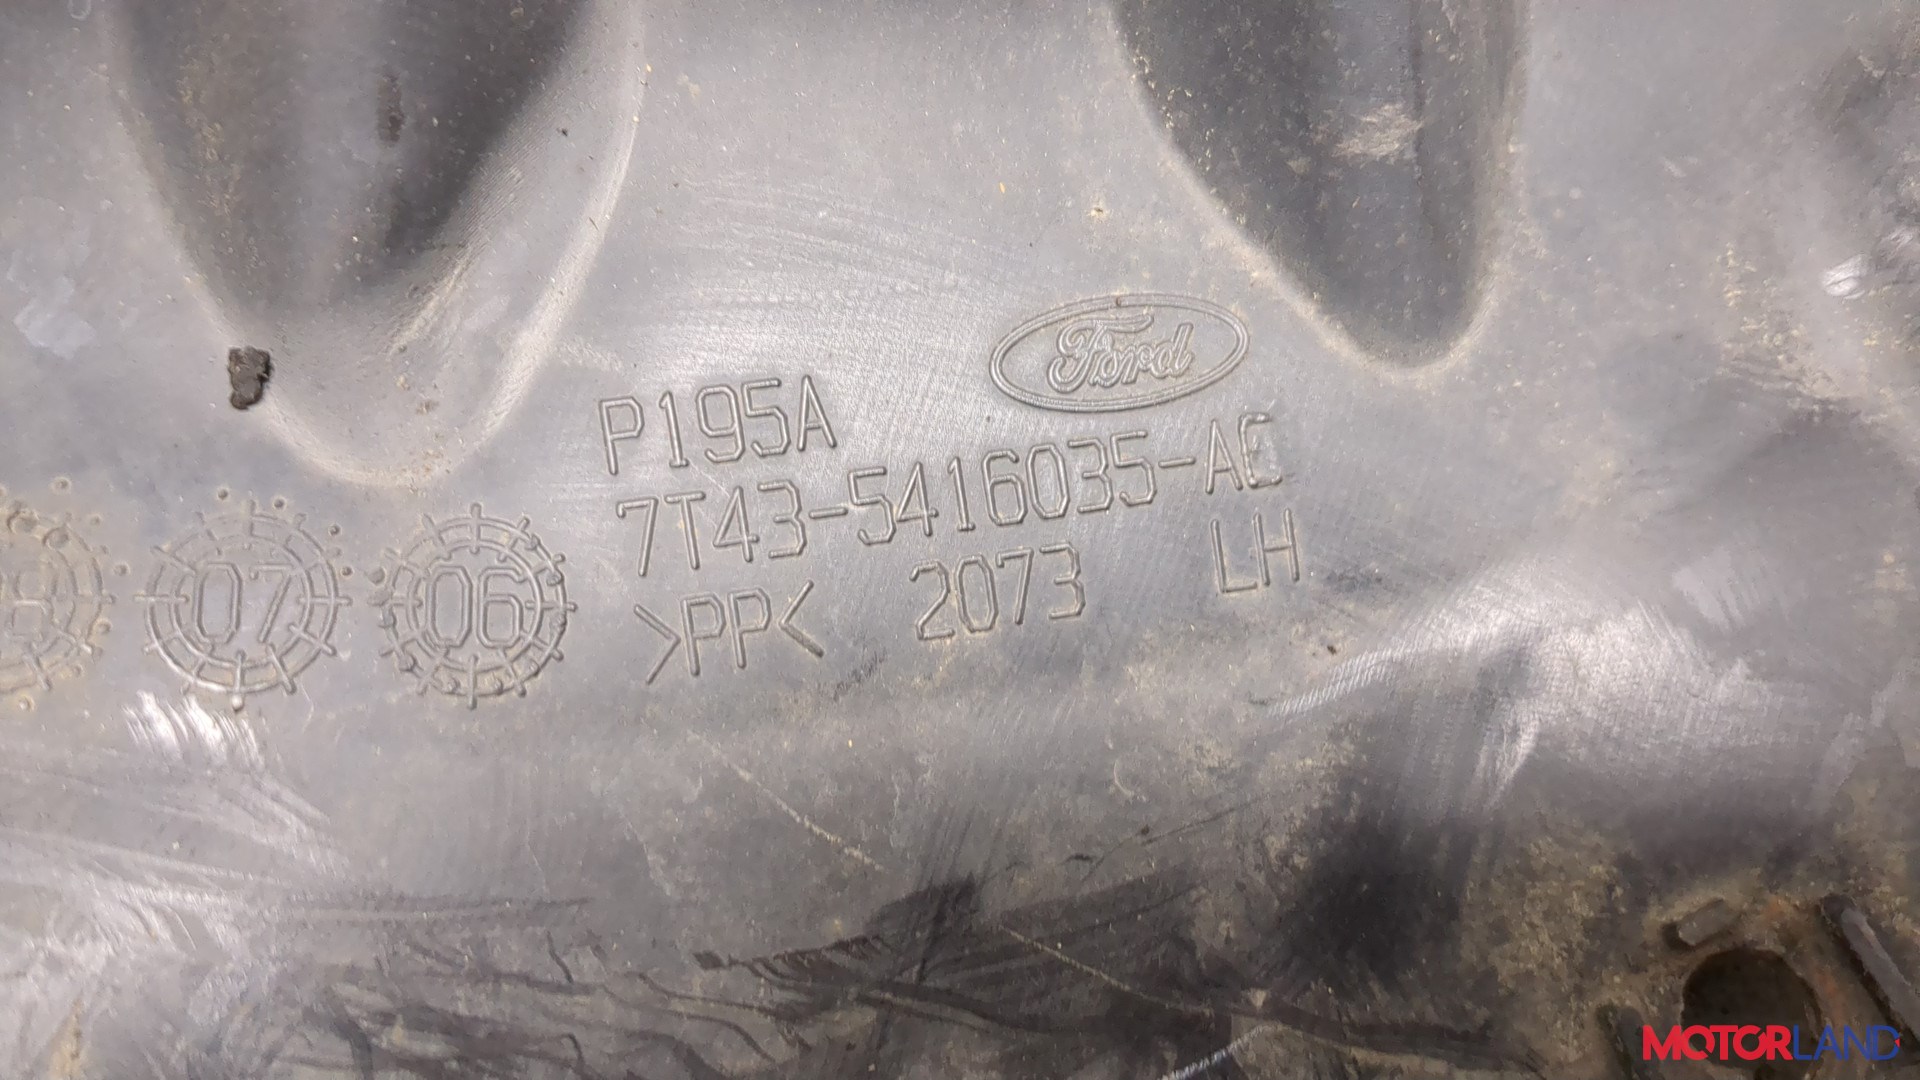 Ford
P195A
7T43-5416035-AC
>PP< 2073 LH
07 06
MOTORLAND